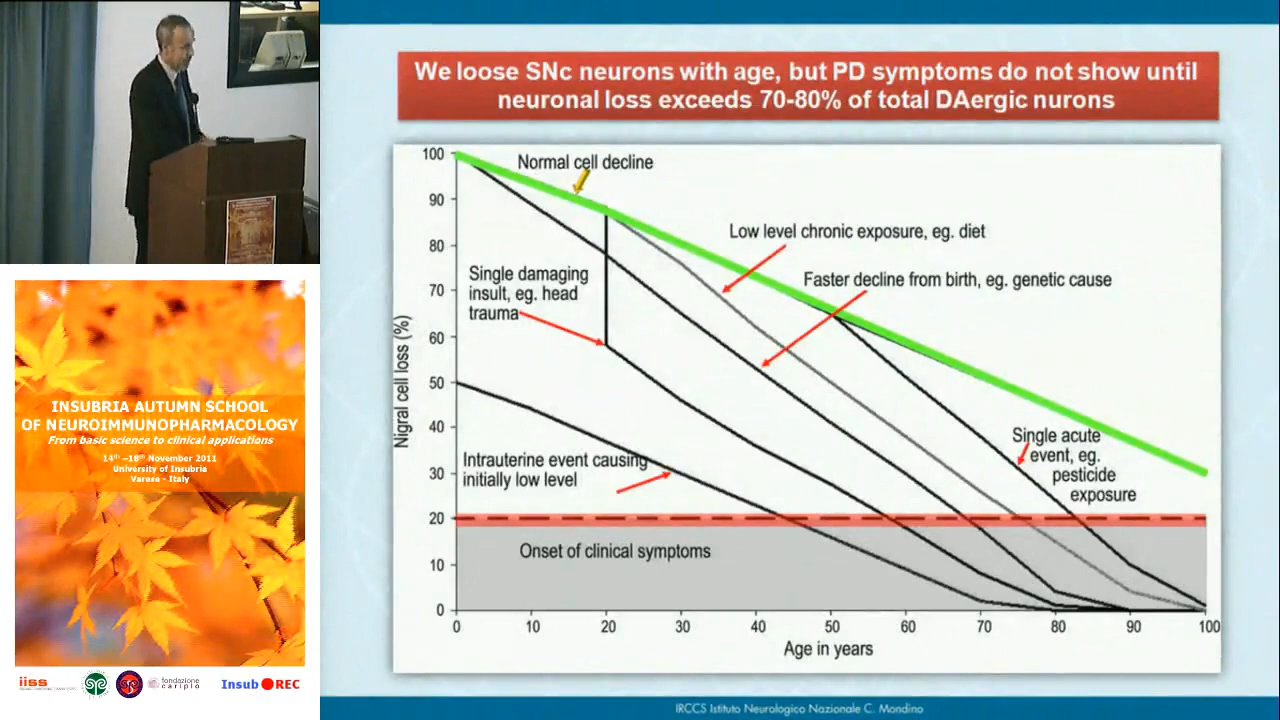 We loose SNc neurons with age, but PD symptoms do not show until
neuronal loss exceeds 70-80% of total DAergic nurons
100
90
80
70
60
50
40
30
20
10
0
Nigral cell loss (%)
Normal cell decline
Low level chronic exposure, eg. diet
Faster decline from birth, eg. genetic cause
Single damaging
insult, eg. head
trauma
Single acute
event, eg.
pesticide
exposure
Intrauterine event causing
initially low level
Onset of clinical symptoms
0 10 20 30 40 50 60 70 80 90 100
Age in years
IRCCS Istituto Neurologico Nazionale C. Mondino
INSUBRIA AUTUMN SCHOOL
OF NEUROIMMUNOPHARMACOLOGY
From basic science to clinical applications
14th –18th November 2011
University of Insubria
Varese - Italy
iiss
fondazione
cariplo
Insub REC